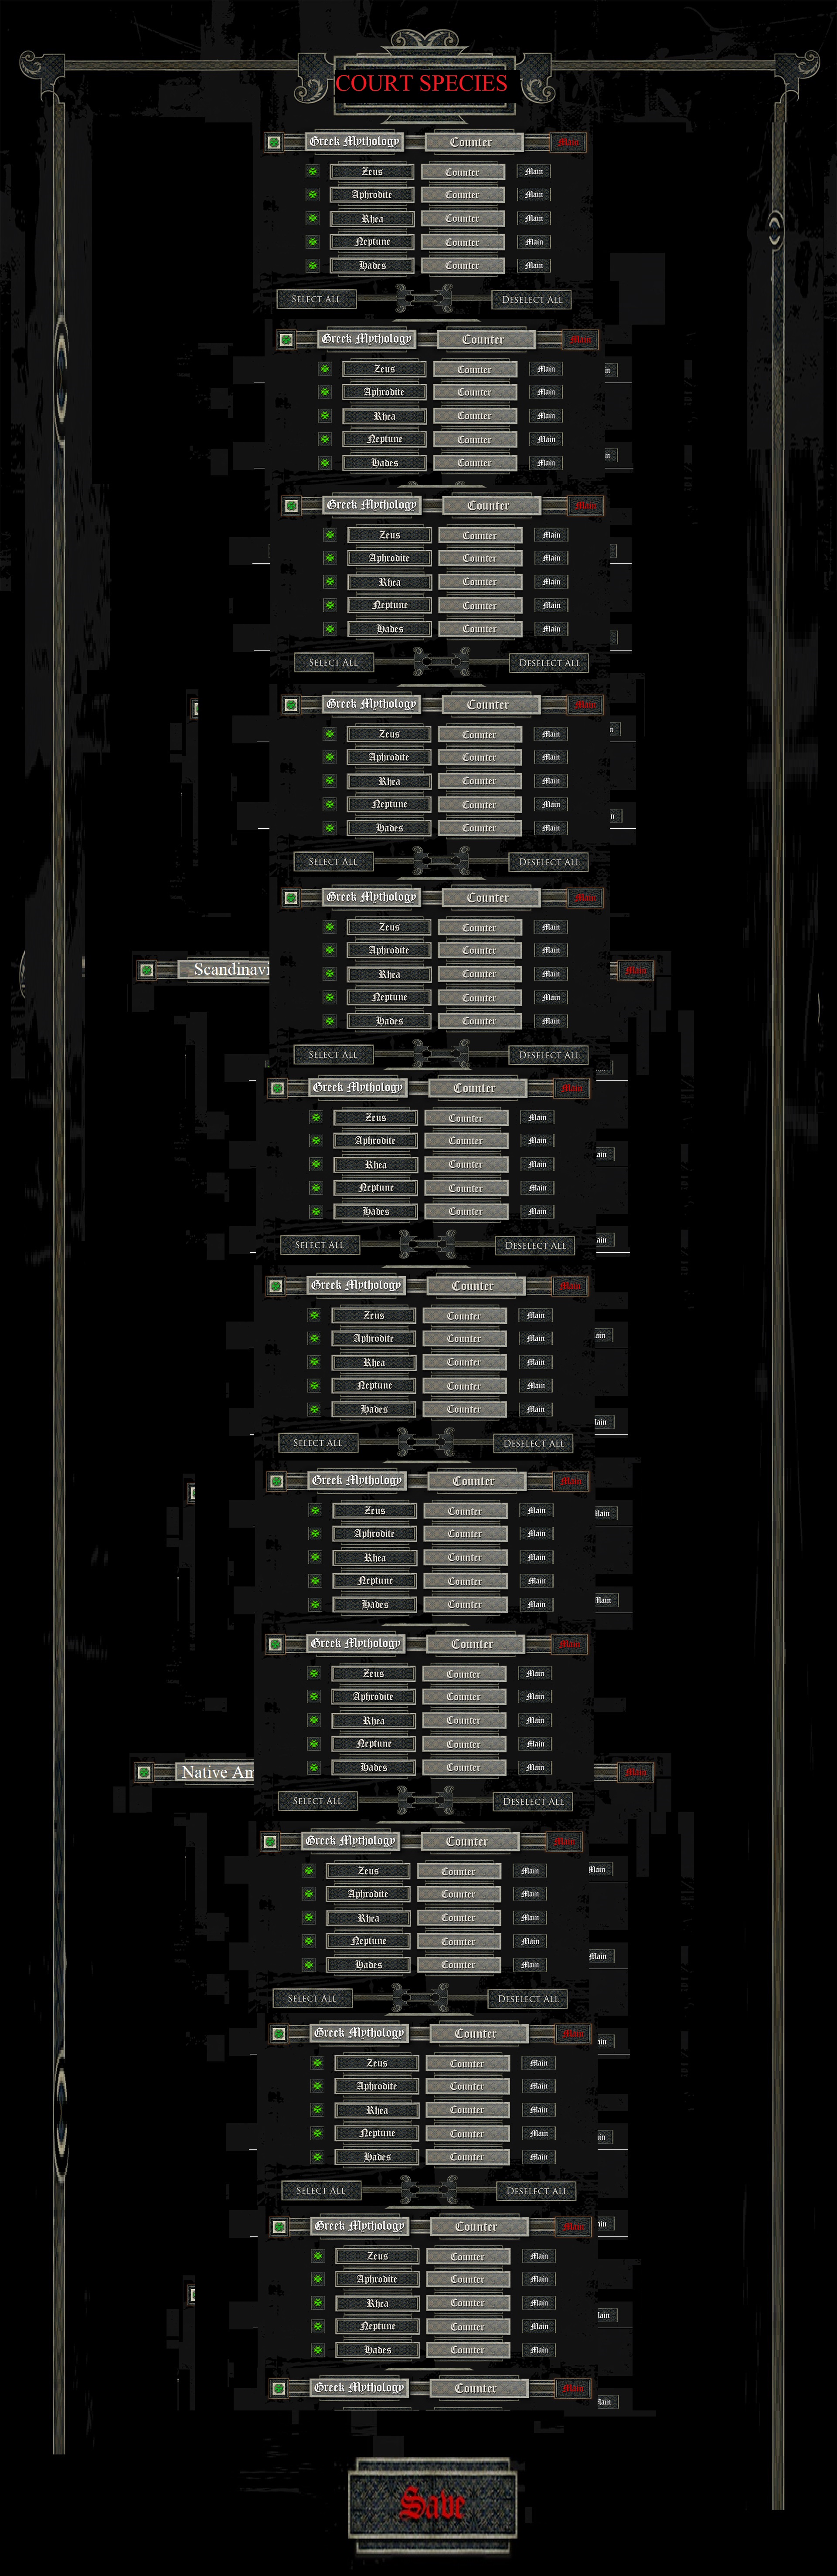 COURT SPECIES
Greek Mythology Counter Main
Zeus Counter Main
Aphrodite Counter Main
Rhea Counter Main
Neptune Counter Main
Hades Counter Main
SELECT ALL DESELECT ALL
Greek Mythology Counter Main
Zeus Counter Main
Aphrodite Counter Main
Rhea Counter Main
Neptune Counter Main
Hades Counter Main
Greek Mythology Counter Main
Zeus Counter Main
Aphrodite Counter Main
Rhea Counter Main
Neptune Counter Main
Hades Counter Main
SELECT ALL DESELECT ALL
Greek Mythology Counter Main
Zeus Counter Main
Aphrodite Counter Main
Rhea Counter Main
Neptune Counter Main
Hades Counter Main
SELECT ALL DESELECT ALL
Greek Mythology Counter Main
Zeus Counter Main
Aphrodite Counter Main
Scandinavi Rhea Counter Main Main
Neptune Counter Main
Hades Counter Main
SELECT ALL DESELECT ALL
Greek Mythology Counter Main
Zeus Counter Main
Aphrodite Counter Main
Rhea Counter Main
Neptune Counter Main
Hades Counter Main
SELECT ALL DESELECT ALL
Greek Mythology Counter Main
Zeus Counter Main
Aphrodite Counter Main
Rhea Counter Main
Neptune Counter Main
Hades Counter Main
SELECT ALL DESELECT ALL
Greek Mythology Counter Main
Zeus Counter Main
Aphrodite Counter Main
Rhea Counter Main
Neptune Counter Main
Hades Counter Main
Greek Mythology Counter Main
Zeus Counter Main
Aphrodite Counter Main
Rhea Counter Main
Neptune Counter Main
Native Am Hades Counter Main Main
SELECT ALL DESELECT ALL
Greek Mythology Counter Main
Zeus Counter Main Main
Aphrodite Counter Main
Rhea Counter Main
Neptune Counter Main Main
Hades Counter Main
SELECT ALL DESELECT ALL
Greek Mythology Counter Main
Zeus Counter Main
Aphrodite Counter Main
Rhea Counter Main
Neptune Counter Main
Hades Counter Main
SELECT ALL DESELECT ALL
Greek Mythology Counter Main
Zeus Counter Main
Aphrodite Counter Main
Rhea Counter Main
Neptune Counter Main
Hades Counter Main
Greek Mythology Counter Main
Save